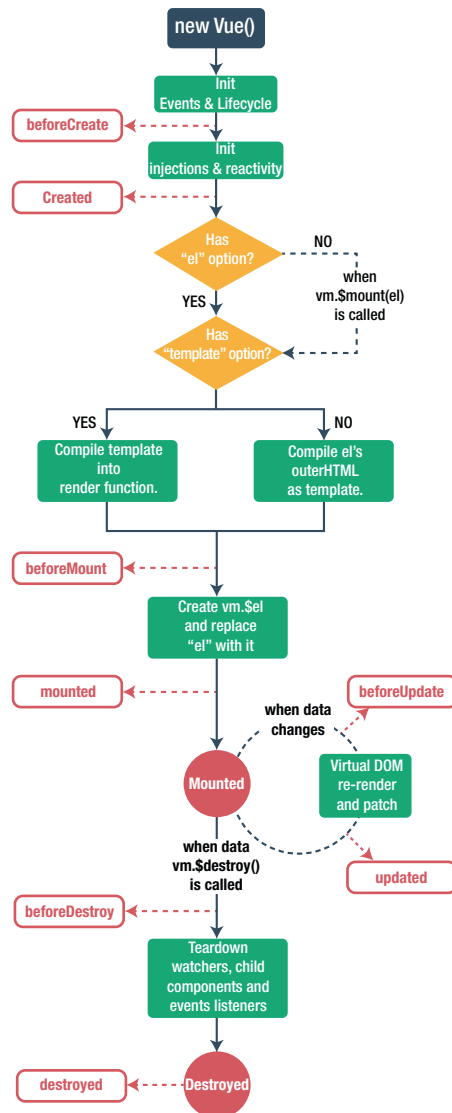 new Vue()
Init
Events & Lifecycle
beforeCreate
Init
injections & reactivity
Created
Has
“el” option?
NO
when
vm.$mount(el)
is called
YES
Has
“template” option?
YES
NO
Compile template
into
render function.
Compile el’s
outerHTML
as template.
beforeMount
Create vm.$el
and replace
“el” with it
mounted
beforeUpdate
when data
changes
Mounted
Virtual DOM
re-render
and patch
when data
vm.$destroy()
is called
updated
beforeDestroy
Teardown
watchers, child
components and
events listeners
destroyed
Destroyed